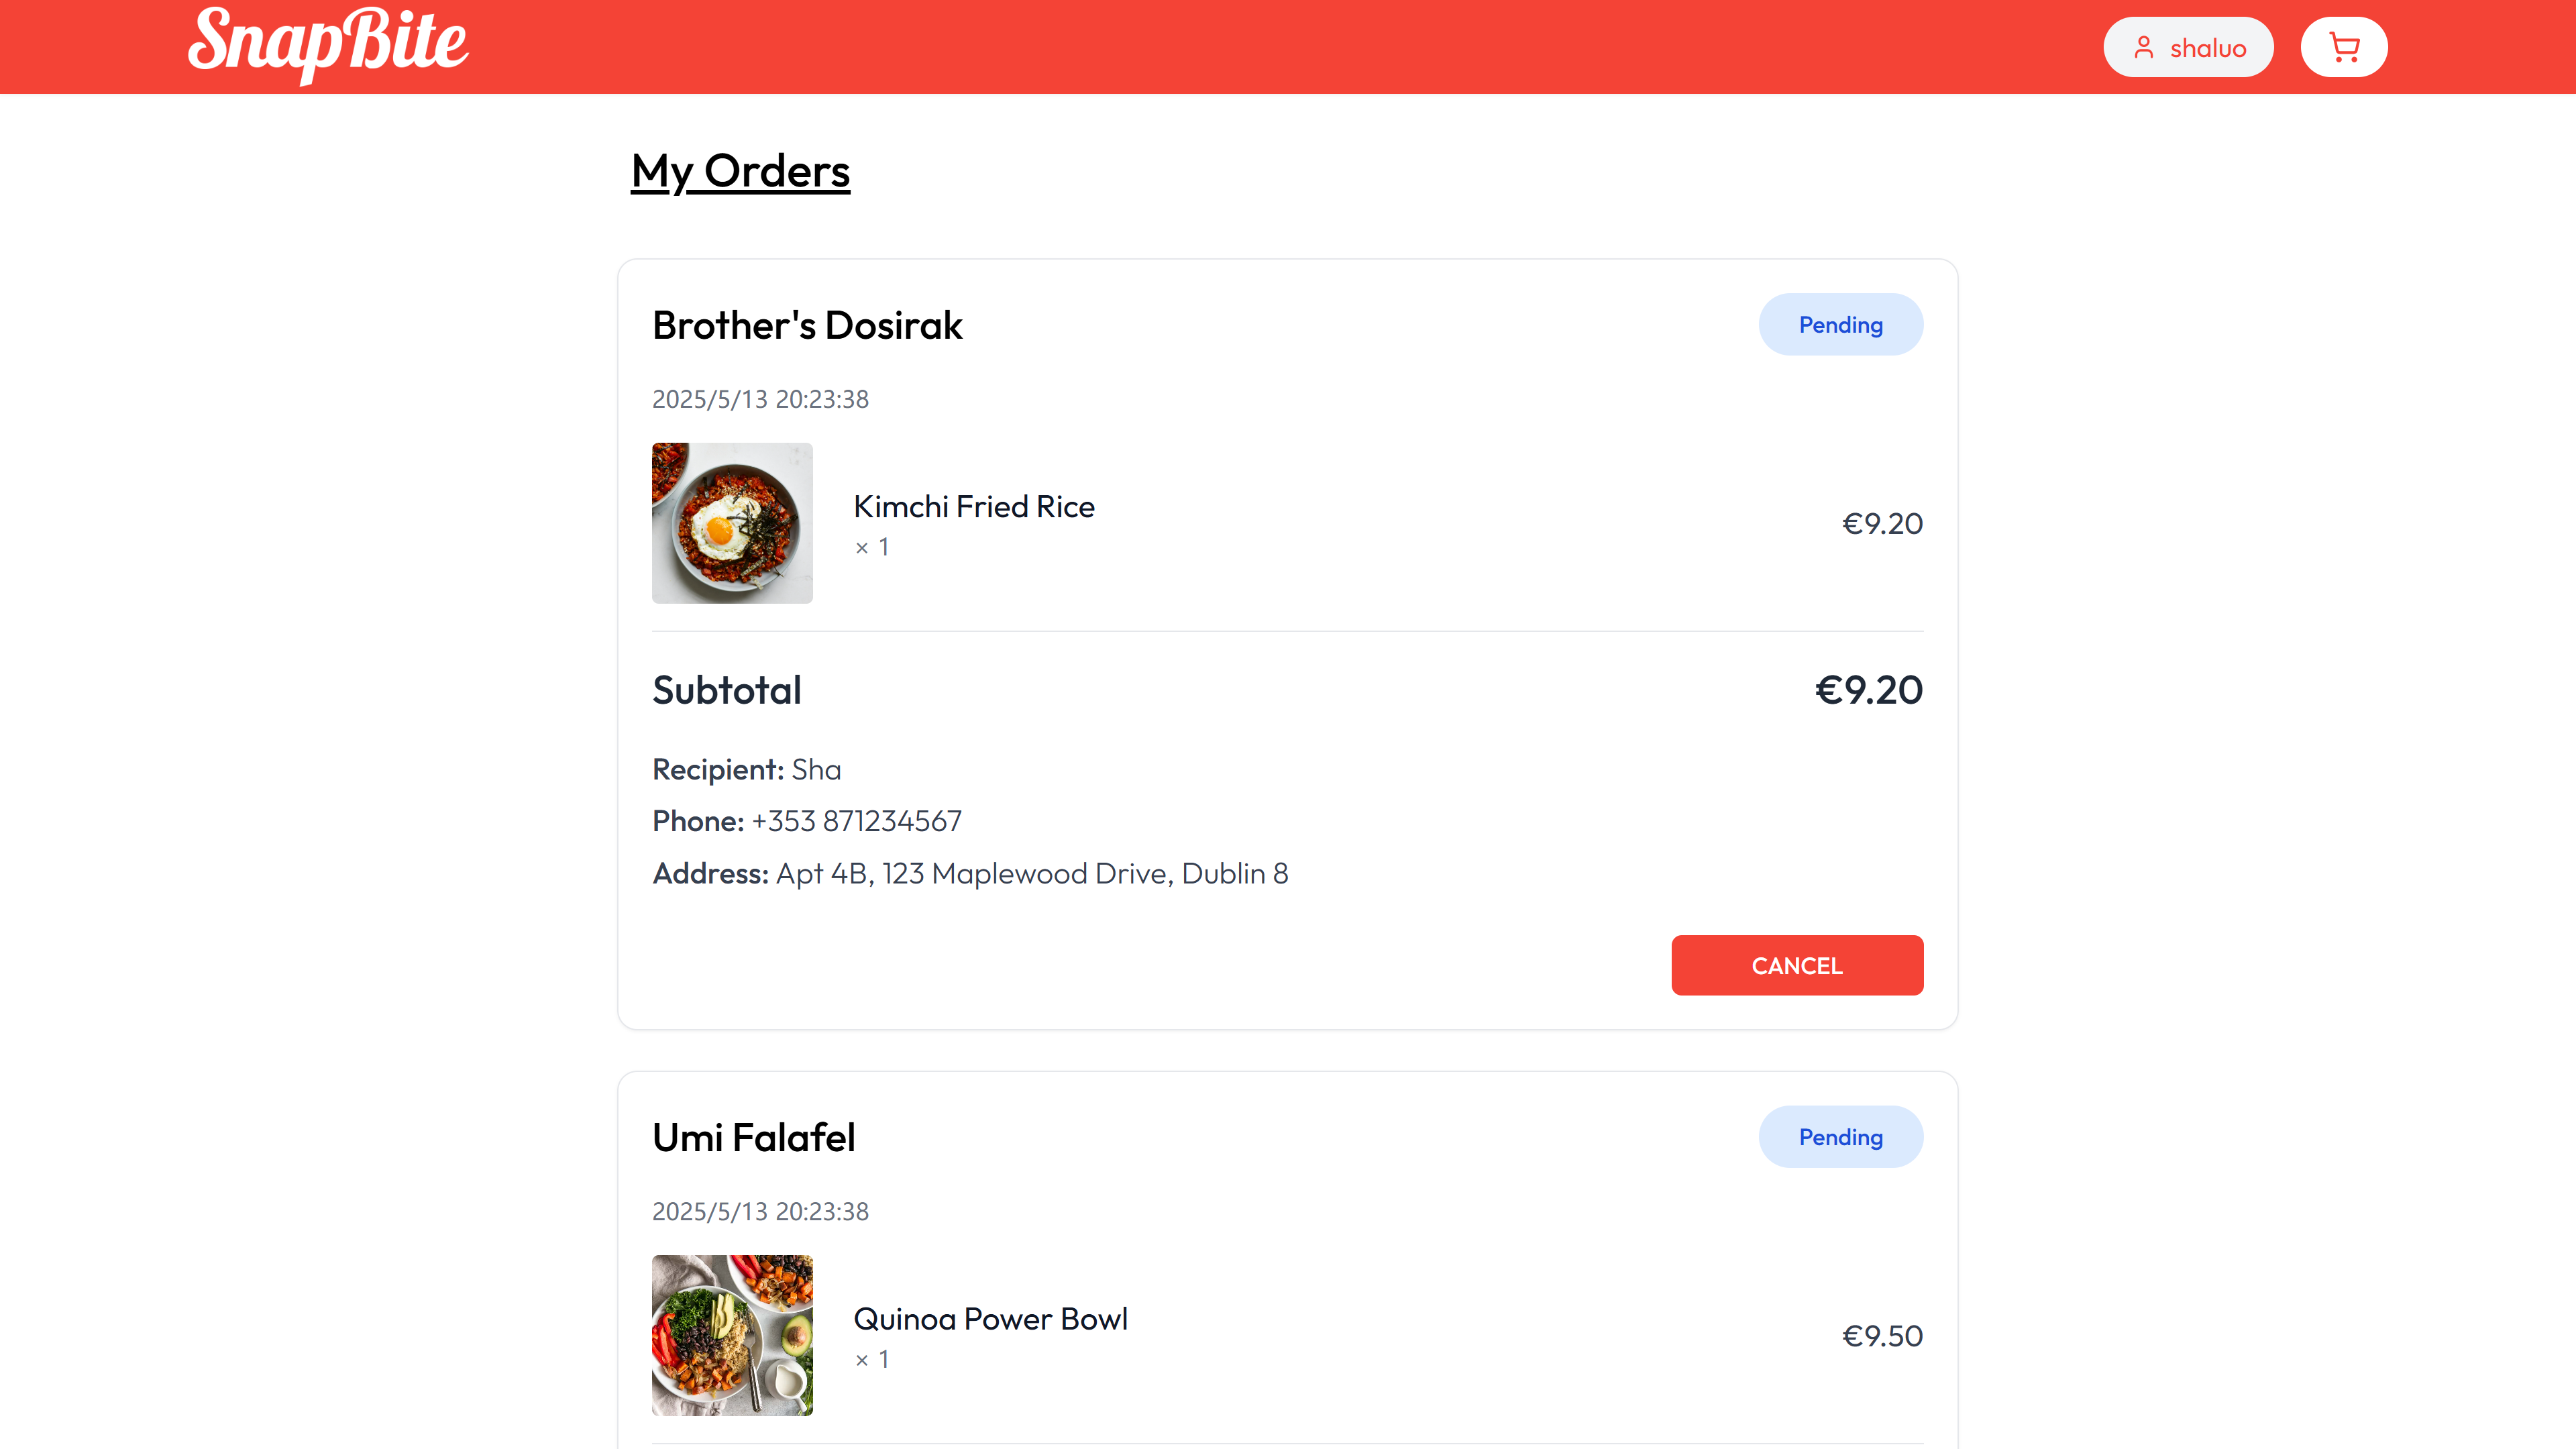 SnapBite
shaluo
My Orders
Brother's Dosirak
Pending
2025/5/13 20:23:38
Kimchi Fried Rice
× 1
€9.20
Subtotal
€9.20
Recipient: Sha
Phone: +353 871234567
Address: Apt 4B, 123 Maplewood Drive, Dublin 8
CANCEL
Umi Falafel
Pending
2025/5/13 20:23:38
Quinoa Power Bowl
× 1
€9.50